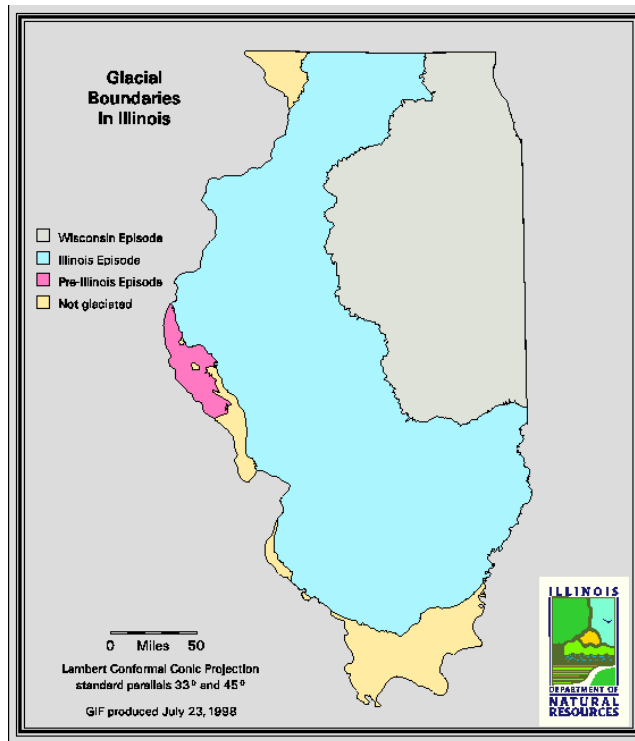 Glacial
Boundaries
In Illinois
Wisconsin Episode
Illinois Episode
Pre-Illinois Episode
Not glaciated
0 Miles 50
Lambert Conformal Conic Projection
standard parallels 33° and 45°
GIF produced July 23, 1998
ILLINOIS
DEPARTMENT OF
NATURAL
RESOURCES